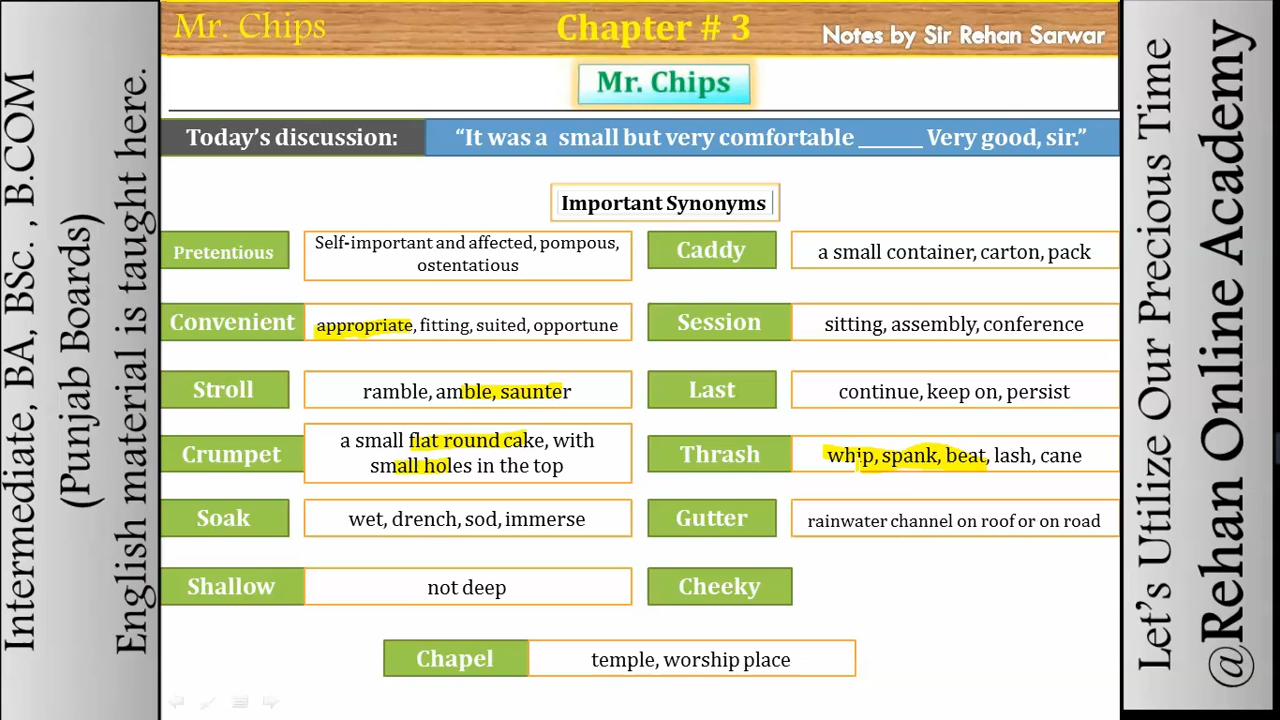 Mr. Chips
Chapter # 3
Notes by Sir Rehan Sarwar
Mr. Chips
Today's discussion:
“It was a small but very comfortable ______ Very good, sir.”
Important Synonyms
Pretentious
Self-important and affected, pompous,
ostentatious
Caddy
a small container, carton, pack
Convenient
appropriate, fitting, suited, opportune
Session
sitting, assembly, conference
Stroll
ramble, amble, saunter
Last
continue, keep on, persist
Crumpet
a small flat round cake, with
small holes in the top
Thrash
whip, spank, beat, lash, cane
Soak
wet, drench, sod, immerse
Gutter
rainwater channel on roof or on road
Shallow
not deep
Cheeky
Chapel
temple, worship place
Intermediate, BA, BSc. , B.COM
(Punjab Boards)
English material is taught here.
Let's Utilize Our Precious Time
@Rehan Online Academy